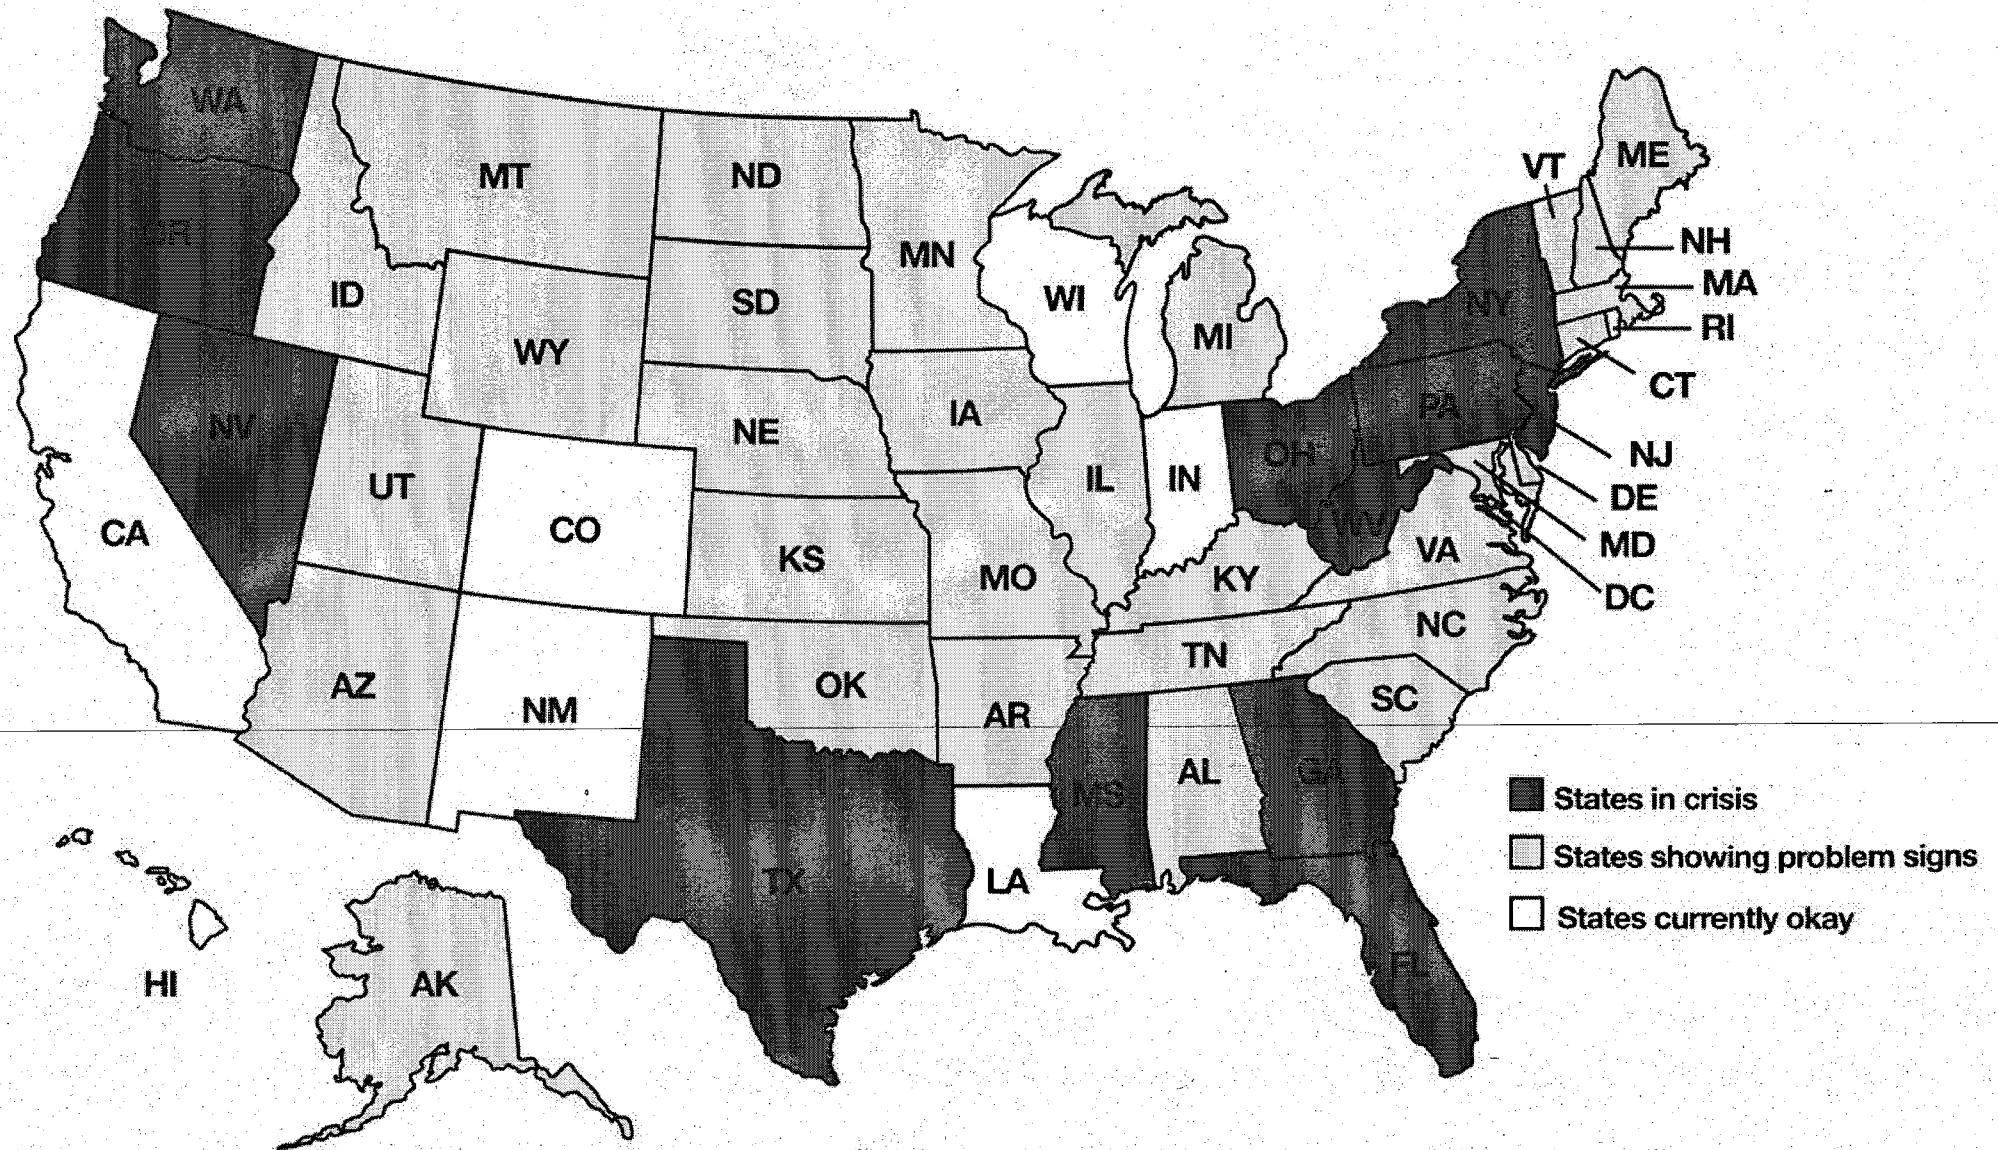 WA
MT
ND
VT
ME
OR
MN
NH
ID
SD
WI
NY
MA
WY
MI
RI
CT
NV
NE
IA
PA
UT
IL
IN
OH
NJ
DE
CA
CO
KS
MO
KY
WV
VA
MD
DC
AZ
NM
OK
AR
TN
NC
SC
TX
MS
AL
GA
LA
FL
HI
AK
States in crisis
States showing problem signs
States currently okay